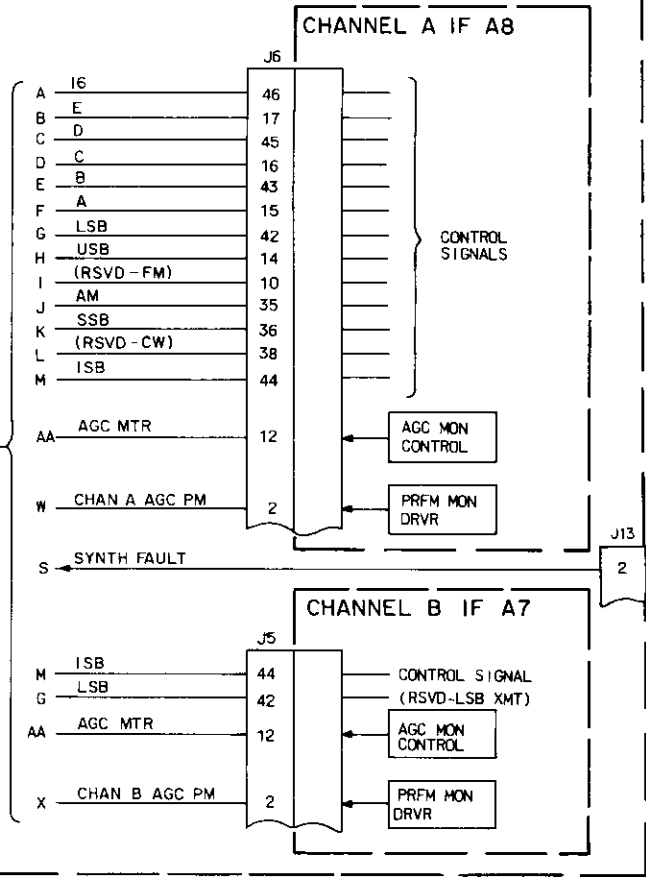 CHANNEL A IF A8
J6
A 16 46
B E 17
C D 45
D C 16
E B 43
F A 15
G LSB 42
H USB 14
I (RSVD-FM) 10
J AM 35
K SSB 36
L (RSVD-CW) 38
M ISB 44
CONTROL
SIGNALS
AA AGC MTR 12
AGC MON
CONTROL
W CHAN A AGC PM 2
PRFM MON
DRVR
J13
S SYNTH FAULT 2
CHANNEL B IF A7
J5
M ISB 44 CONTROL SIGNAL
G LSB 42 (RSVD-LSB XMT)
AA AGC MTR 12
AGC MON
CONTROL
X CHAN B AGC PM 2
PRFM MON
DRVR